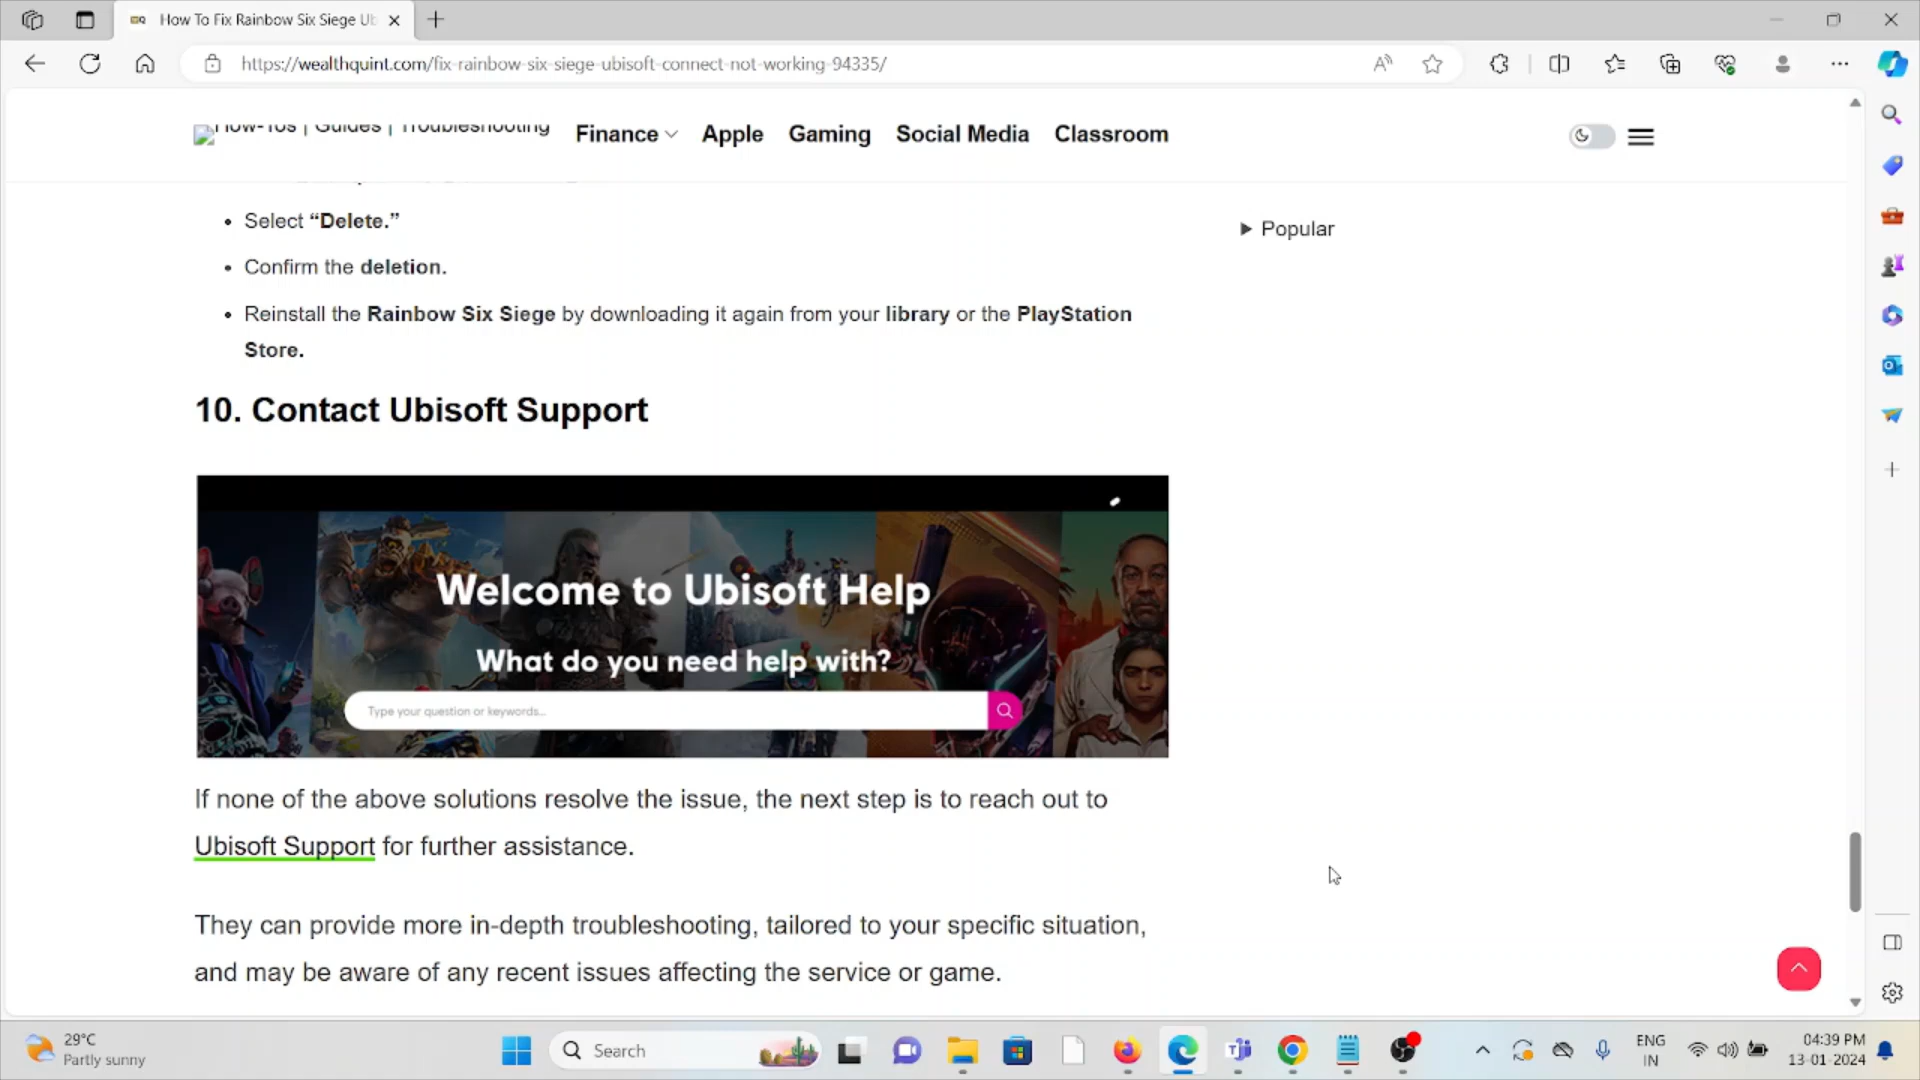 How To Fix Rainbow Six Siege Ub
https://wealthquint.com/fix-rainbow-six-siege-ubisoft-connect-not-working-94335/
How-Tos | Guides | Troubleshooting
Finance
Apple
Gaming
Social Media
Classroom
• Select “Delete.”
• Confirm the deletion.
• Reinstall the Rainbow Six Siege by downloading it again from your library or the PlayStation
Store.
▶ Popular
10. Contact Ubisoft Support
Welcome to Ubisoft Help
What do you need help with?
Type your question or keywords...
If none of the above solutions resolve the issue, the next step is to reach out to
Ubisoft Support for further assistance.
They can provide more in-depth troubleshooting, tailored to your specific situation,
and may be aware of any recent issues affecting the service or game.
29°C
Partly sunny
Search
ENG
IN
04:39 PM
13-01-2024